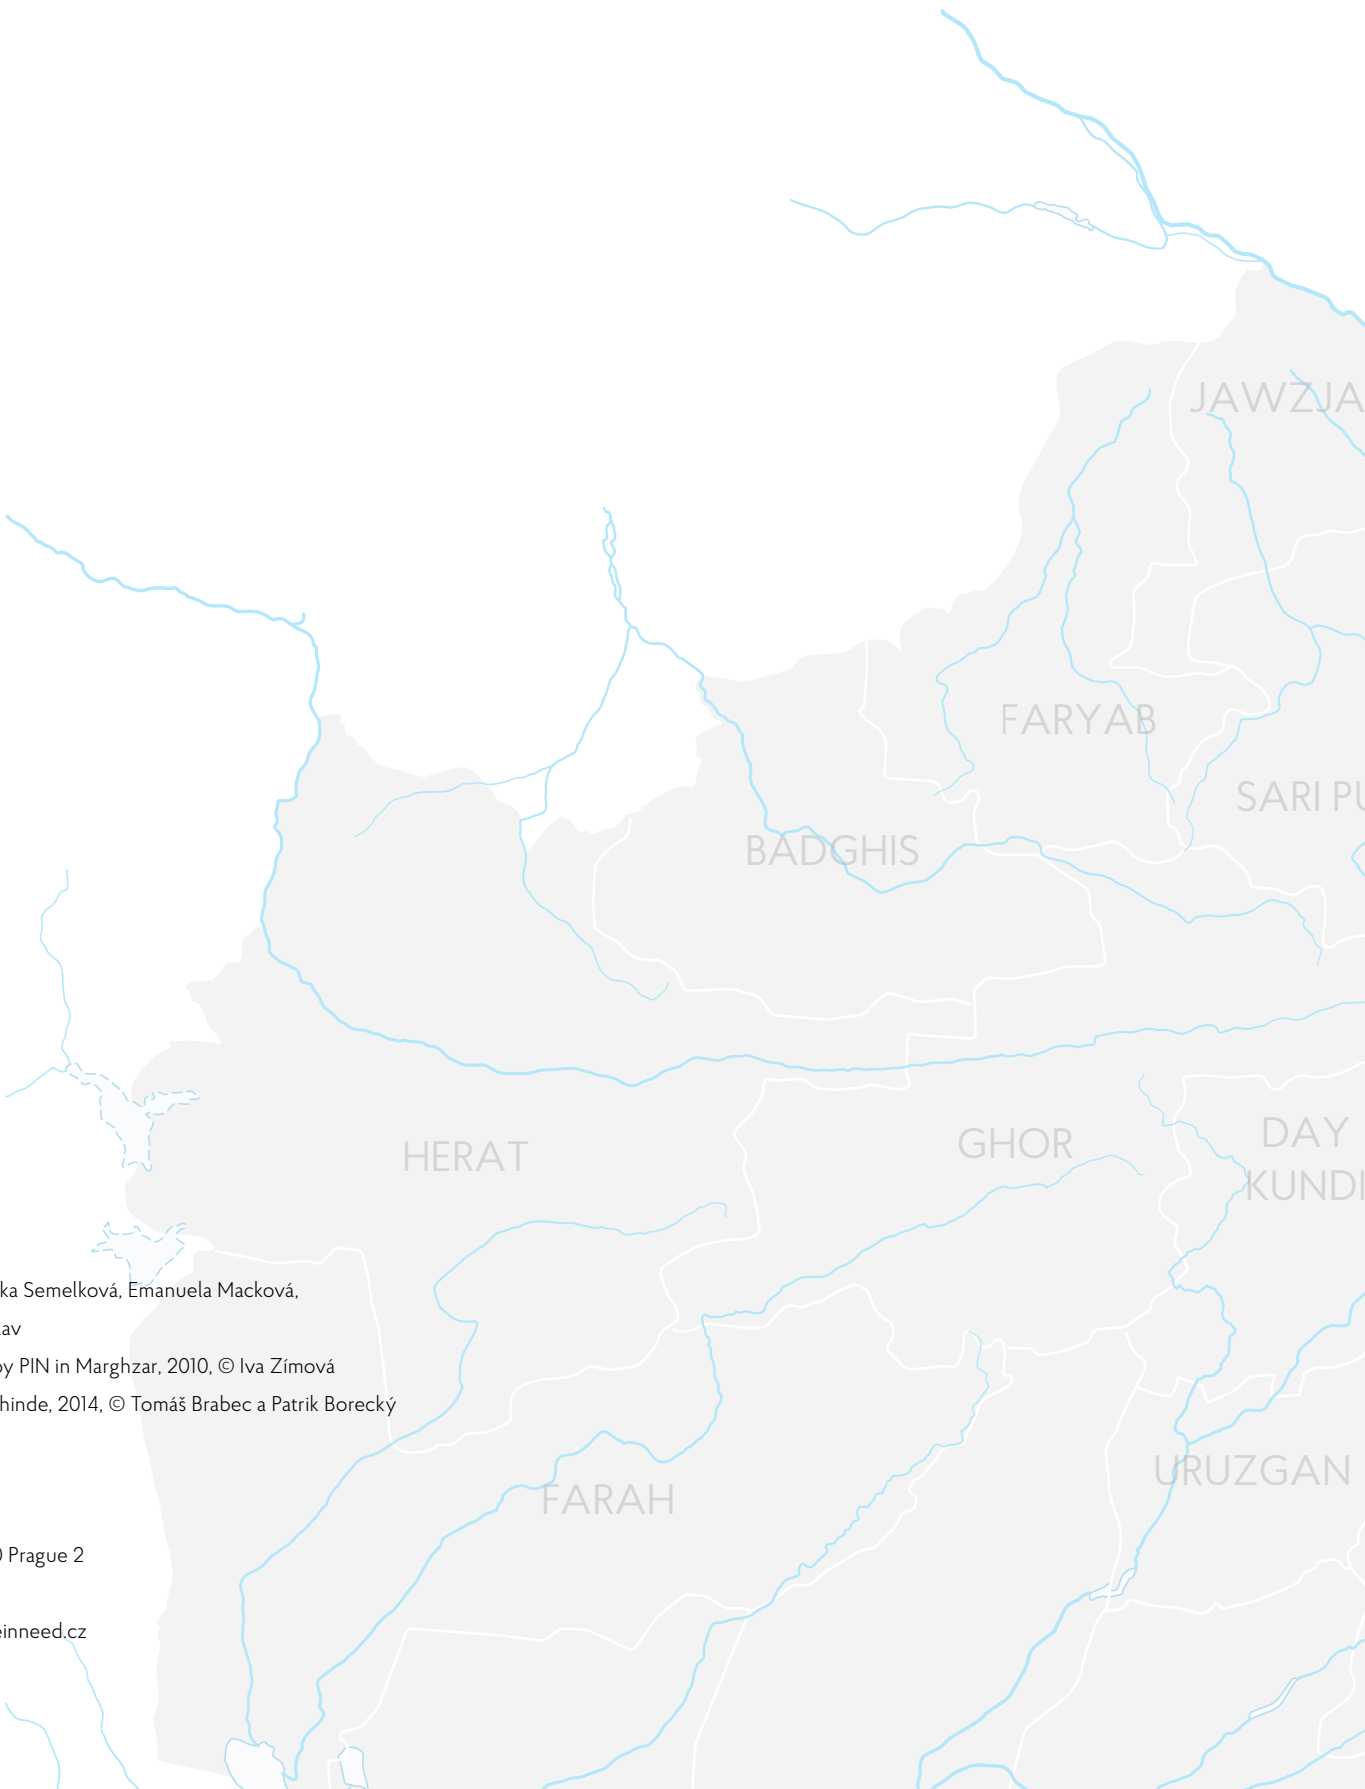 JAWZJA
FARYAB
SARI PU
BADGHIS
HERAT
GHOR
DAY
KUNDI
ka Semelková, Emanuela Macková,
av
by PIN in Marghzar, 2010, © Iva Zímová
hinde, 2014, © Tomáš Brabec a Patrik Borecký
URUZGAN
FARAH
0 Prague 2
einneed.cz